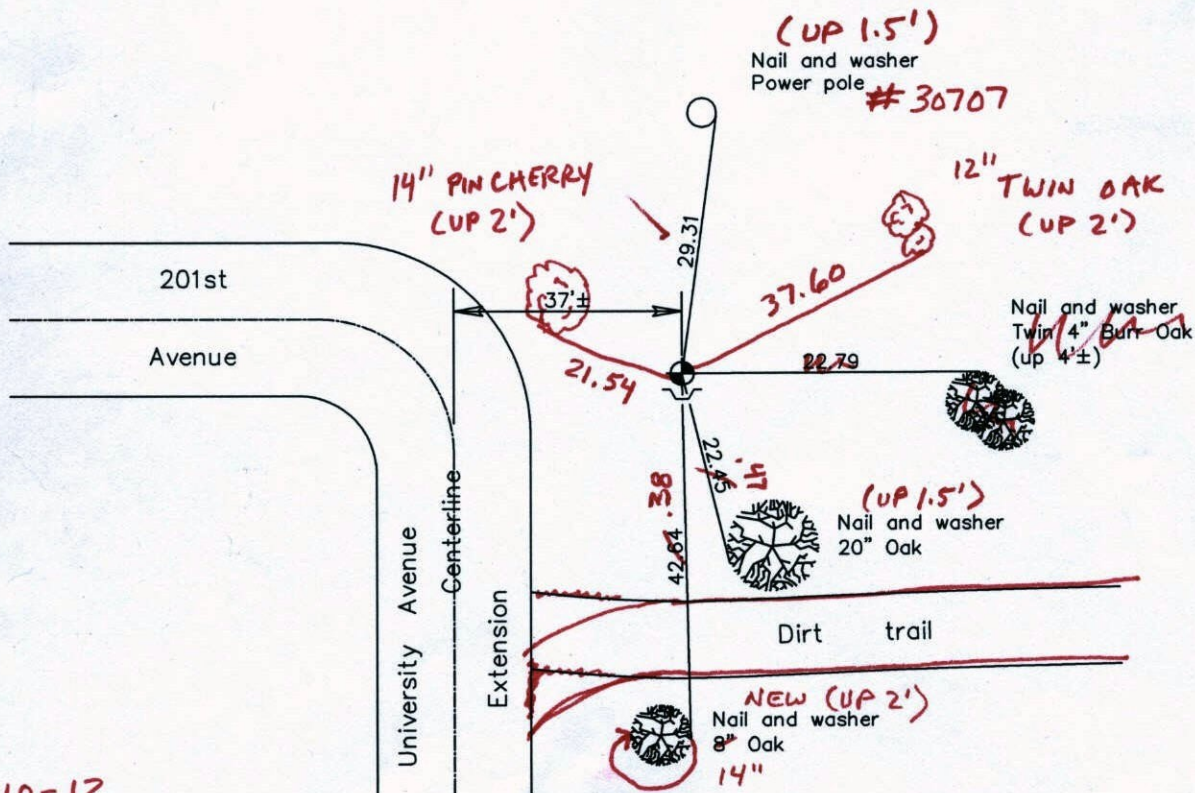 (UP 1.5')
Nail and washer
Power pole # 30707
14" PIN CHERRY
(UP 2')
12" TWIN OAK
(UP 2')
29.31
201st
Avenue
37'±
37.60
21.54
22.79
Nail and washer
Twin 4" Burr Oak
(up 4'±)
22.45
.47
42.64
.38
(UP 1.5')
Nail and washer
20" Oak
University Avenue
Centerline
Extension
Dirt trail
NEW (UP 2')
Nail and washer
8" Oak
14"